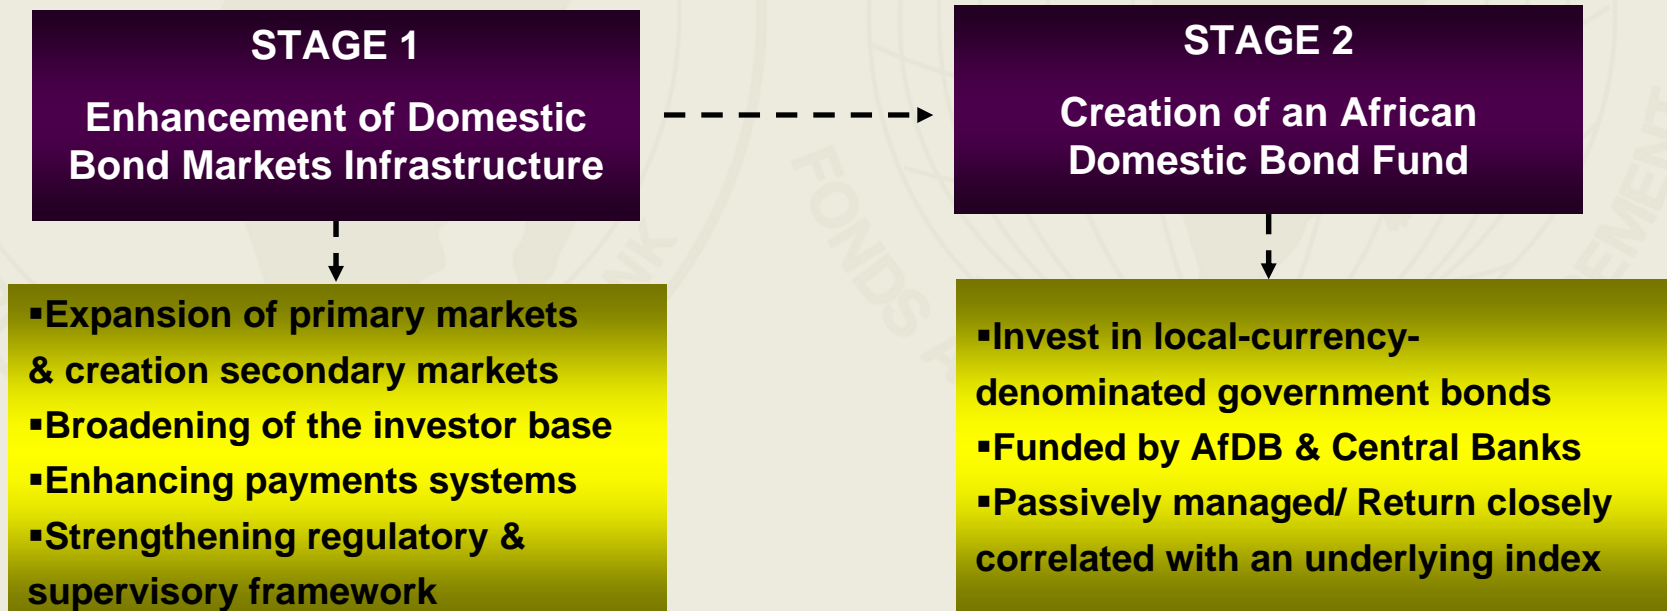 STAGE 1
Enhancement of Domestic
Bond Markets Infrastructure
▪Expansion of primary markets
& creation secondary markets
▪Broadening of the investor base
▪Enhancing payments systems
▪Strengthening regulatory &
supervisory framework
STAGE 2
Creation of an African
Domestic Bond Fund
▪Invest in local-currency-
denominated government bonds
▪Funded by AfDB & Central Banks
▪Passively managed/ Return closely
correlated with an underlying index
FONDS A